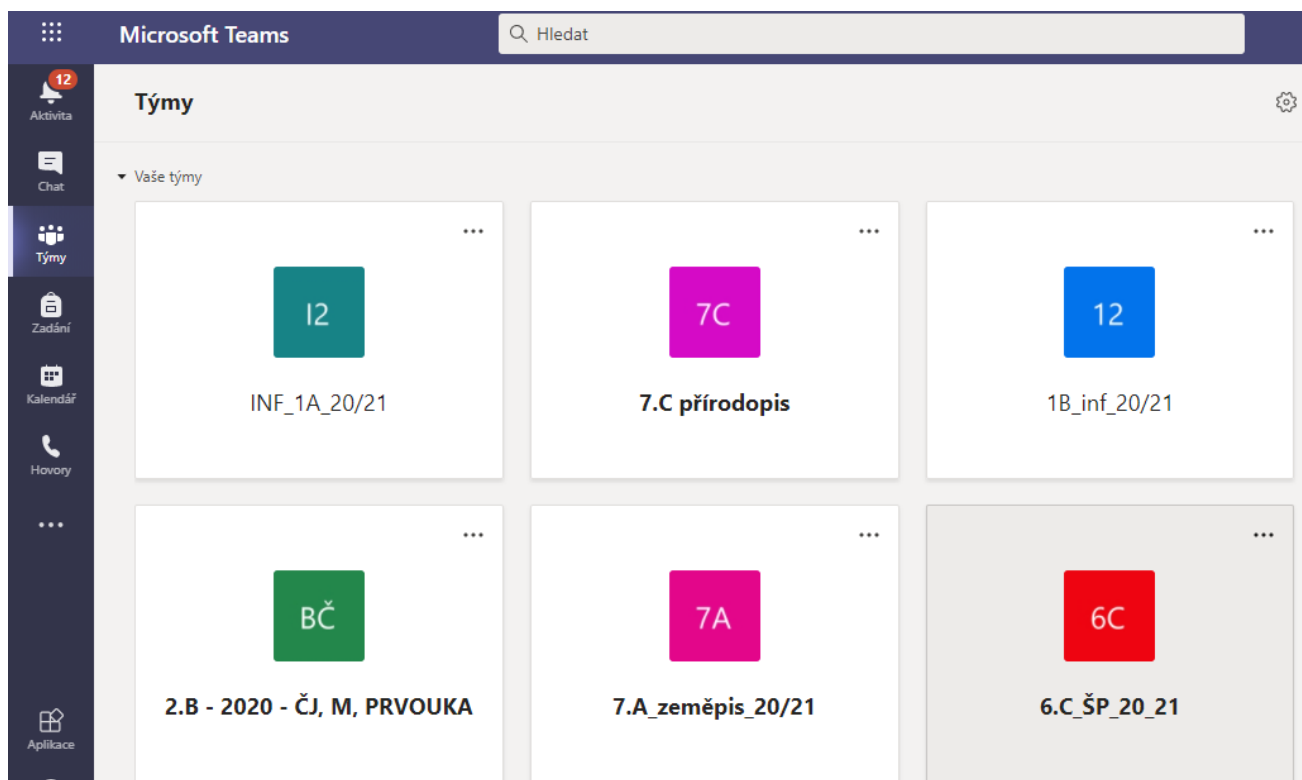 Microsoft Teams
Hledat
12
Aktivita
Chat
Týmy
Zadání
Kalendář
Hovory
Aplikace
Týmy
Vaše týmy
I2
INF_1A_20/21
7C
7.C přírodopis
12
1B_inf_20/21
BČ
2.B - 2020 - ČJ, M, PRVOUKA
7A
7.A_zeměpis_20/21
6C
6.C_ŠP_20_21